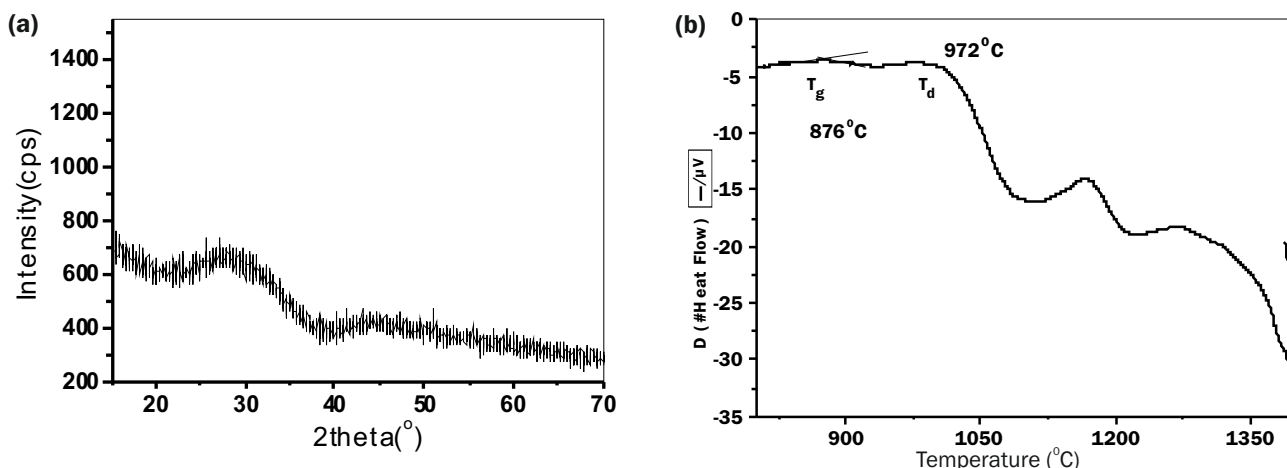 (a)
1400
1200
1000
800
600
400
200
Intensity(cps)
20 30 40 50 60 70
2theta(°)
(b)
0
-5
-10
-15
-20
-25
-30
-35
D (#Heat Flow) —/µV
972°C
Tg
Td
876°C
900 1050 1200 1350
Temperature (°C)